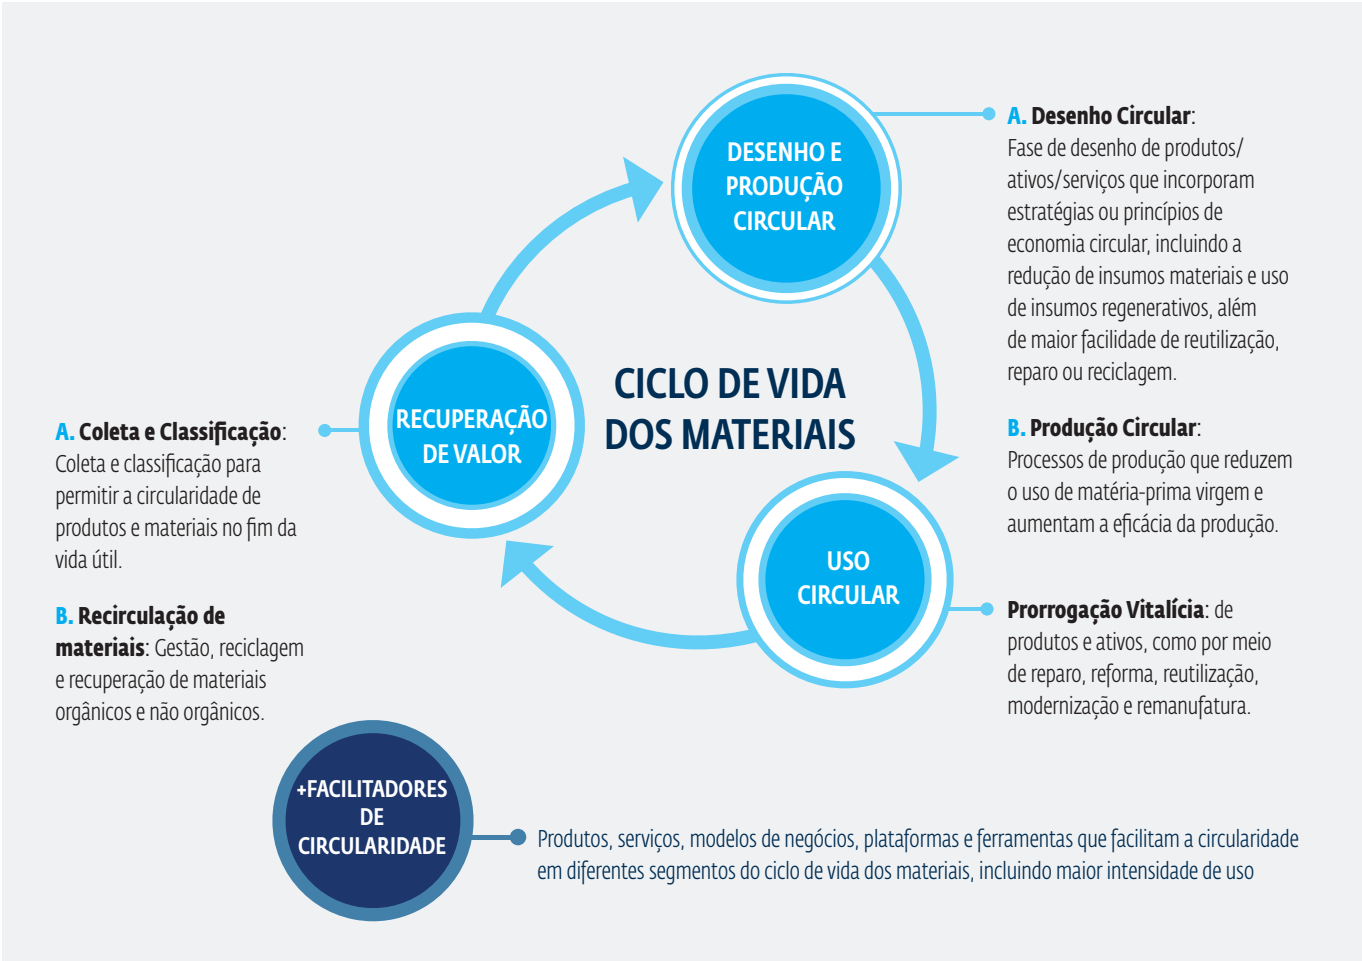 DESENHO E
PRODUÇÃO
CIRCULAR
A. Desenho Circular:
Fase de desenho de produtos/
ativos/serviços que incorporam
estratégias ou princípios de
economia circular, incluindo a
redução de insumos materiais e uso
de insumos regenerativos, além
de maior facilidade de reutilização,
reparo ou reciclagem.
B. Produção Circular:
Processos de produção que reduzem
o uso de matéria-prima virgem e
aumentam a eficácia da produção.
CICLO DE VIDA
DOS MATERIAIS
USO
CIRCULAR
Prorrogação Vitalícia: de
produtos e ativos, como por meio
de reparo, reforma, reutilização,
modernização e remanufatura.
RECUPERAÇÃO
DE VALOR
A. Coleta e Classificação:
Coleta e classificação para
permitir a circularidade de
produtos e materiais no fim da
vida útil.
B. Recirculação de
materiais: Gestão, reciclagem
e recuperação de materiais
orgânicos e não orgânicos.
+FACILITADORES
DE
CIRCULARIDADE
Produtos, serviços, modelos de negócios, plataformas e ferramentas que facilitam a circularidade
em diferentes segmentos do ciclo de vida dos materiais, incluindo maior intensidade de uso